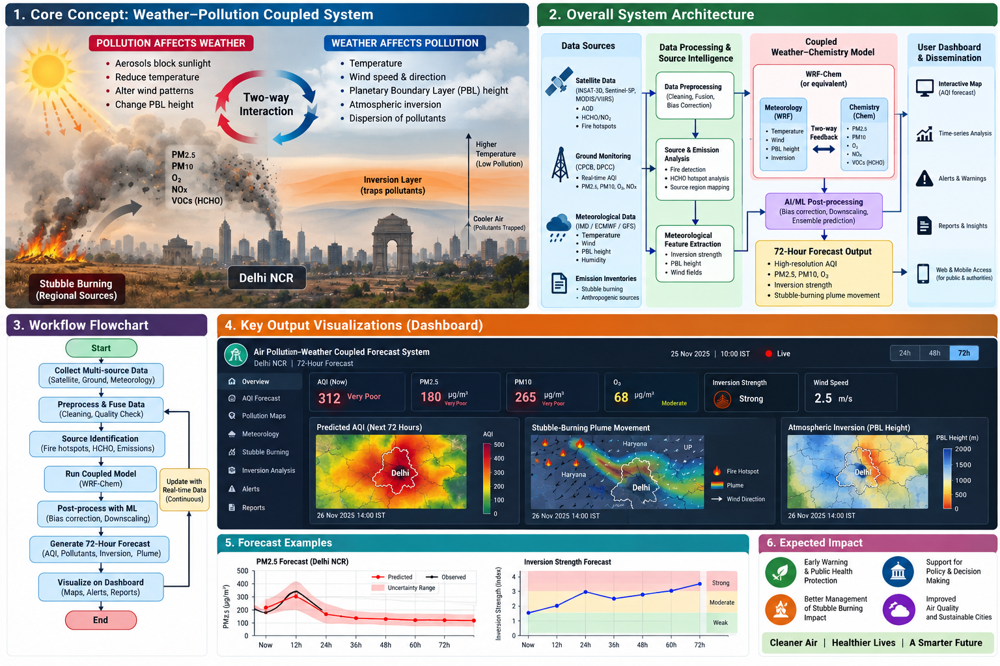 1. Core Concept: Weather–Pollution Coupled System
POLLUTION AFFECTS WEATHER
• Aerosols block sunlight
• Reduce temperature
• Alter wind patterns
• Change PBL height
Two-way
Interaction
WEATHER AFFECTS POLLUTION
• Temperature
• Wind speed & direction
• Planetary Boundary Layer (PBL) height
• Atmospheric inversion
• Dispersion of pollutants
PM2.5
PM10
O₂
NOx
VOCs (HCHO)
Inversion Layer
(traps pollutants)
Higher
Temperature
(Low Pollution)
Cooler Air
(Pollutants Trapped)
Stubble Burning
(Regional Sources)
Delhi NCR
2. Overall System Architecture
Data Sources
Satellite Data
(INSAT-3D, Sentinel-5P,
MODIS/VIIRS)
• AOD
• HCHO/NO₂
• Fire hotspots
Ground Monitoring
(CPCB, DPCC)
• Real-time AQI
• PM2.5, PM10, O₃, NOx
Meteorological Data
(IMD / ECMWF / GFS)
• Temperature
• Wind
• PBL height
• Humidity
Emission Inventories
• Stubble burning
• Anthropogenic sources
Data Processing &
Source Intelligence
Data Preprocessing
(Cleaning, Fusion,
Bias Correction)
Source & Emission
Analysis
• Fire detection
• HCHO hotspot analysis
• Source region mapping
Meteorological
Feature Extraction
• Inversion strength
• PBL height
• Wind fields
Coupled
Weather–Chemistry Model
WRF-Chem
(or equivalent)
Meteorology
(WRF)
• Temperature
• Wind
• PBL height
• Inversion
Two-way
Feedback
Chemistry
(Chem)
• PM2.5
• PM10
• O₃
• NOx
• VOCs (HCHO)
AI/ML Post-processing
(Bias correction, Downscaling,
Ensemble prediction)
72-Hour Forecast Output
• High-resolution AQI
• PM2.5, PM10, O₃
• Inversion strength
• Stubble-burning plume movement
User Dashboard
& Dissemination
Interactive Map
(AQI forecast)
Time-series Analysis
Alerts & Warnings
Reports & Insights
Web & Mobile Access
(for public & authorities)
3. Workflow Flowchart
Start
Collect Multi-source Data
(Satellite, Ground, Meteorology)
Preprocess & Fuse Data
(Cleaning, Quality Check)
Source Identification
(Fire hotspots, HCHO, Emissions)
Run Coupled Model
(WRF-Chem)
Post-process with ML
(Bias correction, Downscaling)
Generate 72-Hour Forecast
(AQI, Pollutants, Inversion, Plume)
Visualize on Dashboard
(Maps, Alerts, Reports)
End
Update with
Real-time Data
(Continuous)
4. Key Output Visualizations (Dashboard)
Air Pollution–Weather Coupled Forecast System
Delhi NCR | 72-Hour Forecast
25 Nov 2025 | 10:00 IST
Live
24h 48h 72h
Overview
AQI Forecast
Pollution Maps
Meteorology
Stubble Burning
Inversion Analysis
Alerts
Reports
AQI (Now)
312 Very Poor
PM2.5
180 µg/m³
Very Poor
PM10
265 µg/m³
Very Poor
O₃
68 µg/m³
Moderate
Inversion Strength
Strong
Wind Speed
2.5 m/s
Predicted AQI (Next 72 Hours)
Delhi
26 Nov 2025 14:00 IST
AQI
500
400
300
200
100
0
Stubble-Burning Plume Movement
Haryana
UP
Haryana
Delhi
26 Nov 2025 14:00 IST
Fire Hotspot
Plume
Wind Direction
Atmospheric Inversion (PBL Height)
Delhi
26 Nov 2025 14:00 IST
PBL Height (m)
2000
1500
1000
500
0
5. Forecast Examples
PM2.5 Forecast (Delhi NCR)
PM2.5 (µg/m³)
500
400
300
200
100
0
Predicted
Observed
Uncertainty Range
Now 12h 24h 36h 48h 60h 72h
Inversion Strength Forecast
Inversion Strength (Index)
4
3
2
1
0
Strong
Moderate
Weak
Now 12h 24h 36h 48h 60h 72h
6. Expected Impact
Early Warning
& Public Health
Protection
Support for
Policy & Decision
Making
Better Management
of Stubble Burning
Impact
Improved
Air Quality
and Sustainable Cities
Cleaner Air | Healthier Lives | A Smarter Future